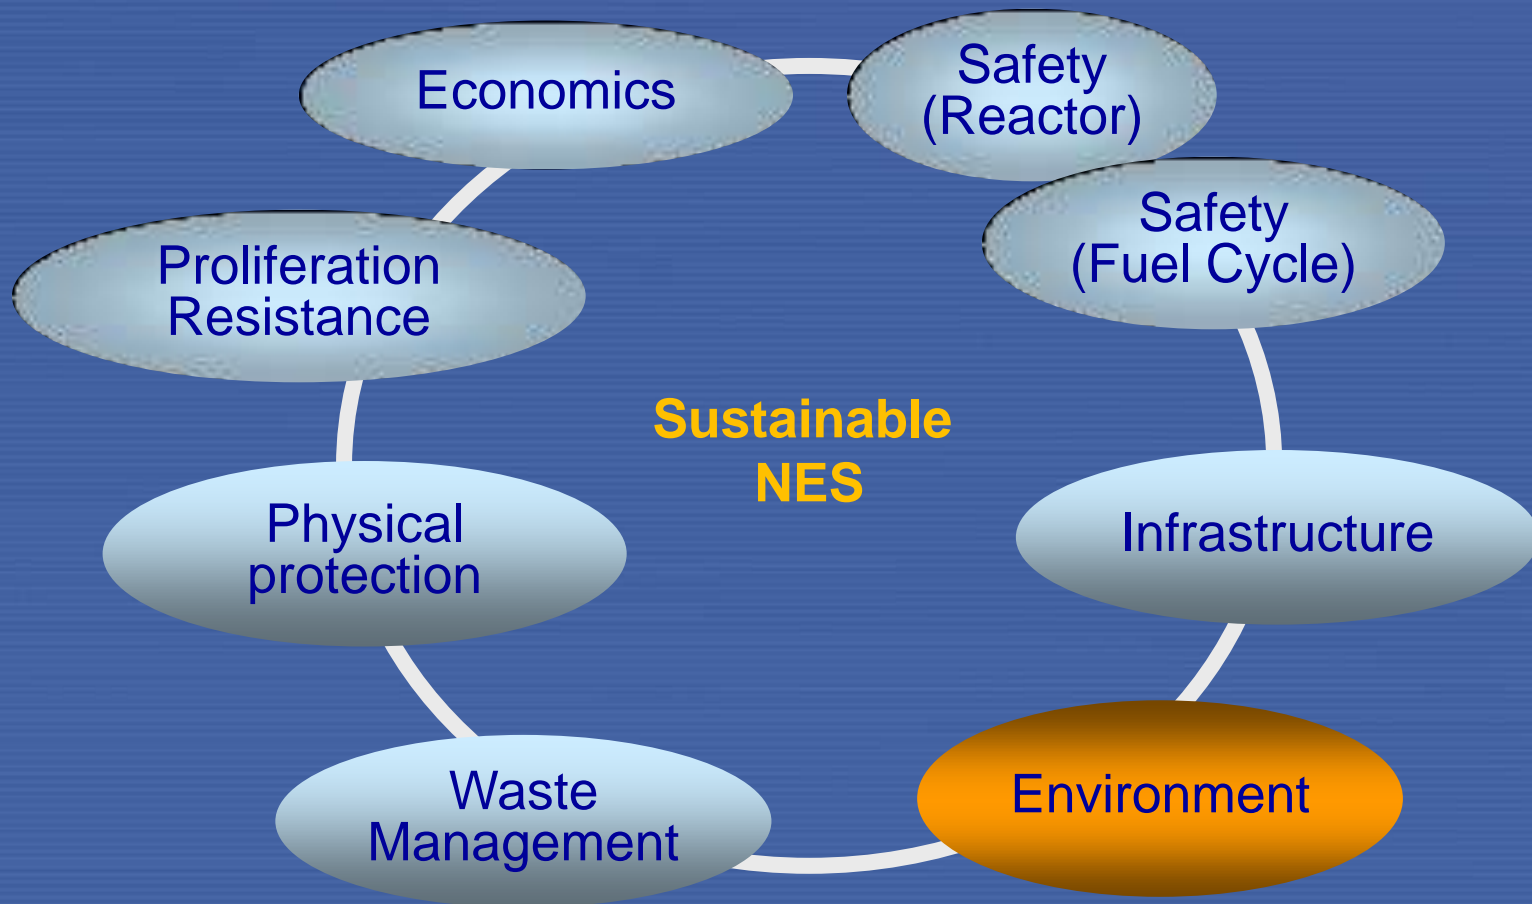 Economics
Safety
(Reactor)
Safety
(Fuel Cycle)
Proliferation
Resistance
Sustainable
NES
Physical
protection
Infrastructure
Waste
Management
Environment